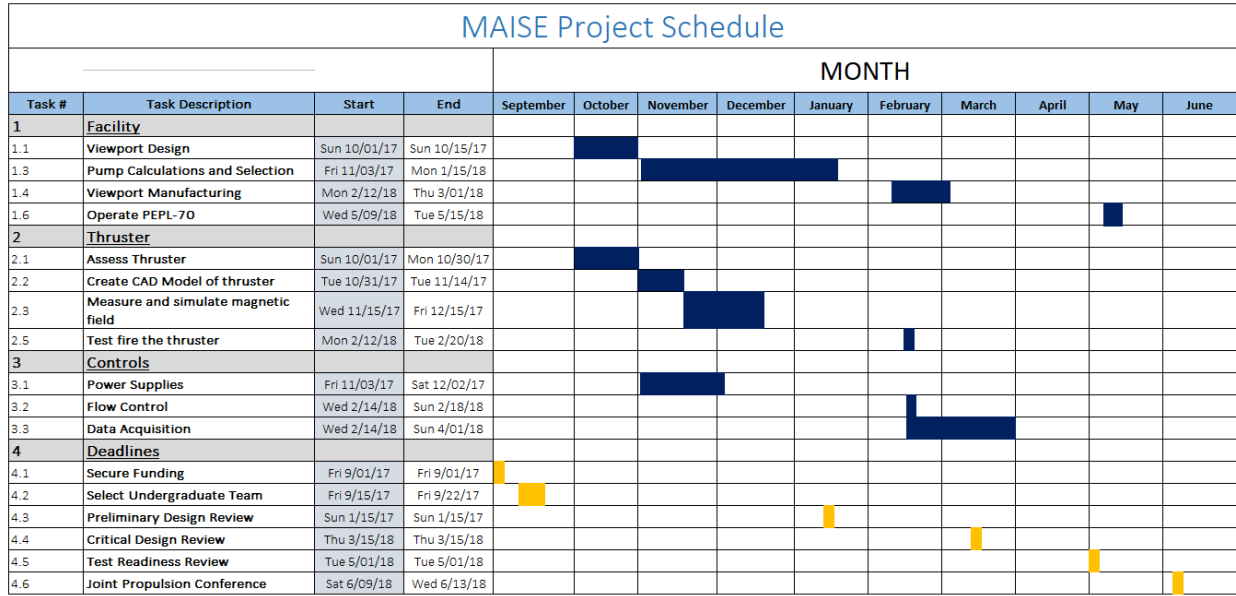 MAISE Project Schedule
MONTH
Task # Task Description Start End September October November December January February March April May June
1 Facility
1.1 Viewport Design Sun 10/01/17 Sun 10/15/17
1.3 Pump Calculations and Selection Fri 11/03/17 Mon 1/15/18
1.4 Viewport Manufacturing Mon 2/12/18 Thu 3/01/18
1.6 Operate PEPL-70 Wed 5/09/18 Tue 5/15/18
2 Thruster
2.1 Assess Thruster Sun 10/01/17 Mon 10/30/17
2.2 Create CAD Model of thruster Tue 10/31/17 Tue 11/14/17
2.3 Measure and simulate magnetic field Wed 11/15/17 Fri 12/15/17
2.5 Test fire the thruster Mon 2/12/18 Tue 2/20/18
3 Controls
3.1 Power Supplies Fri 11/03/17 Sat 12/02/17
3.2 Flow Control Wed 2/14/18 Sun 2/18/18
3.3 Data Acquisition Wed 2/14/18 Sun 4/01/18
4 Deadlines
4.1 Secure Funding Fri 9/01/17 Fri 9/01/17
4.2 Select Undergraduate Team Fri 9/15/17 Fri 9/22/17
4.3 Preliminary Design Review Sun 1/15/17 Sun 1/15/17
4.4 Critical Design Review Thu 3/15/18 Thu 3/15/18
4.5 Test Readiness Review Tue 5/01/18 Tue 5/01/18
4.6 Joint Propulsion Conference Sat 6/09/18 Wed 6/13/18